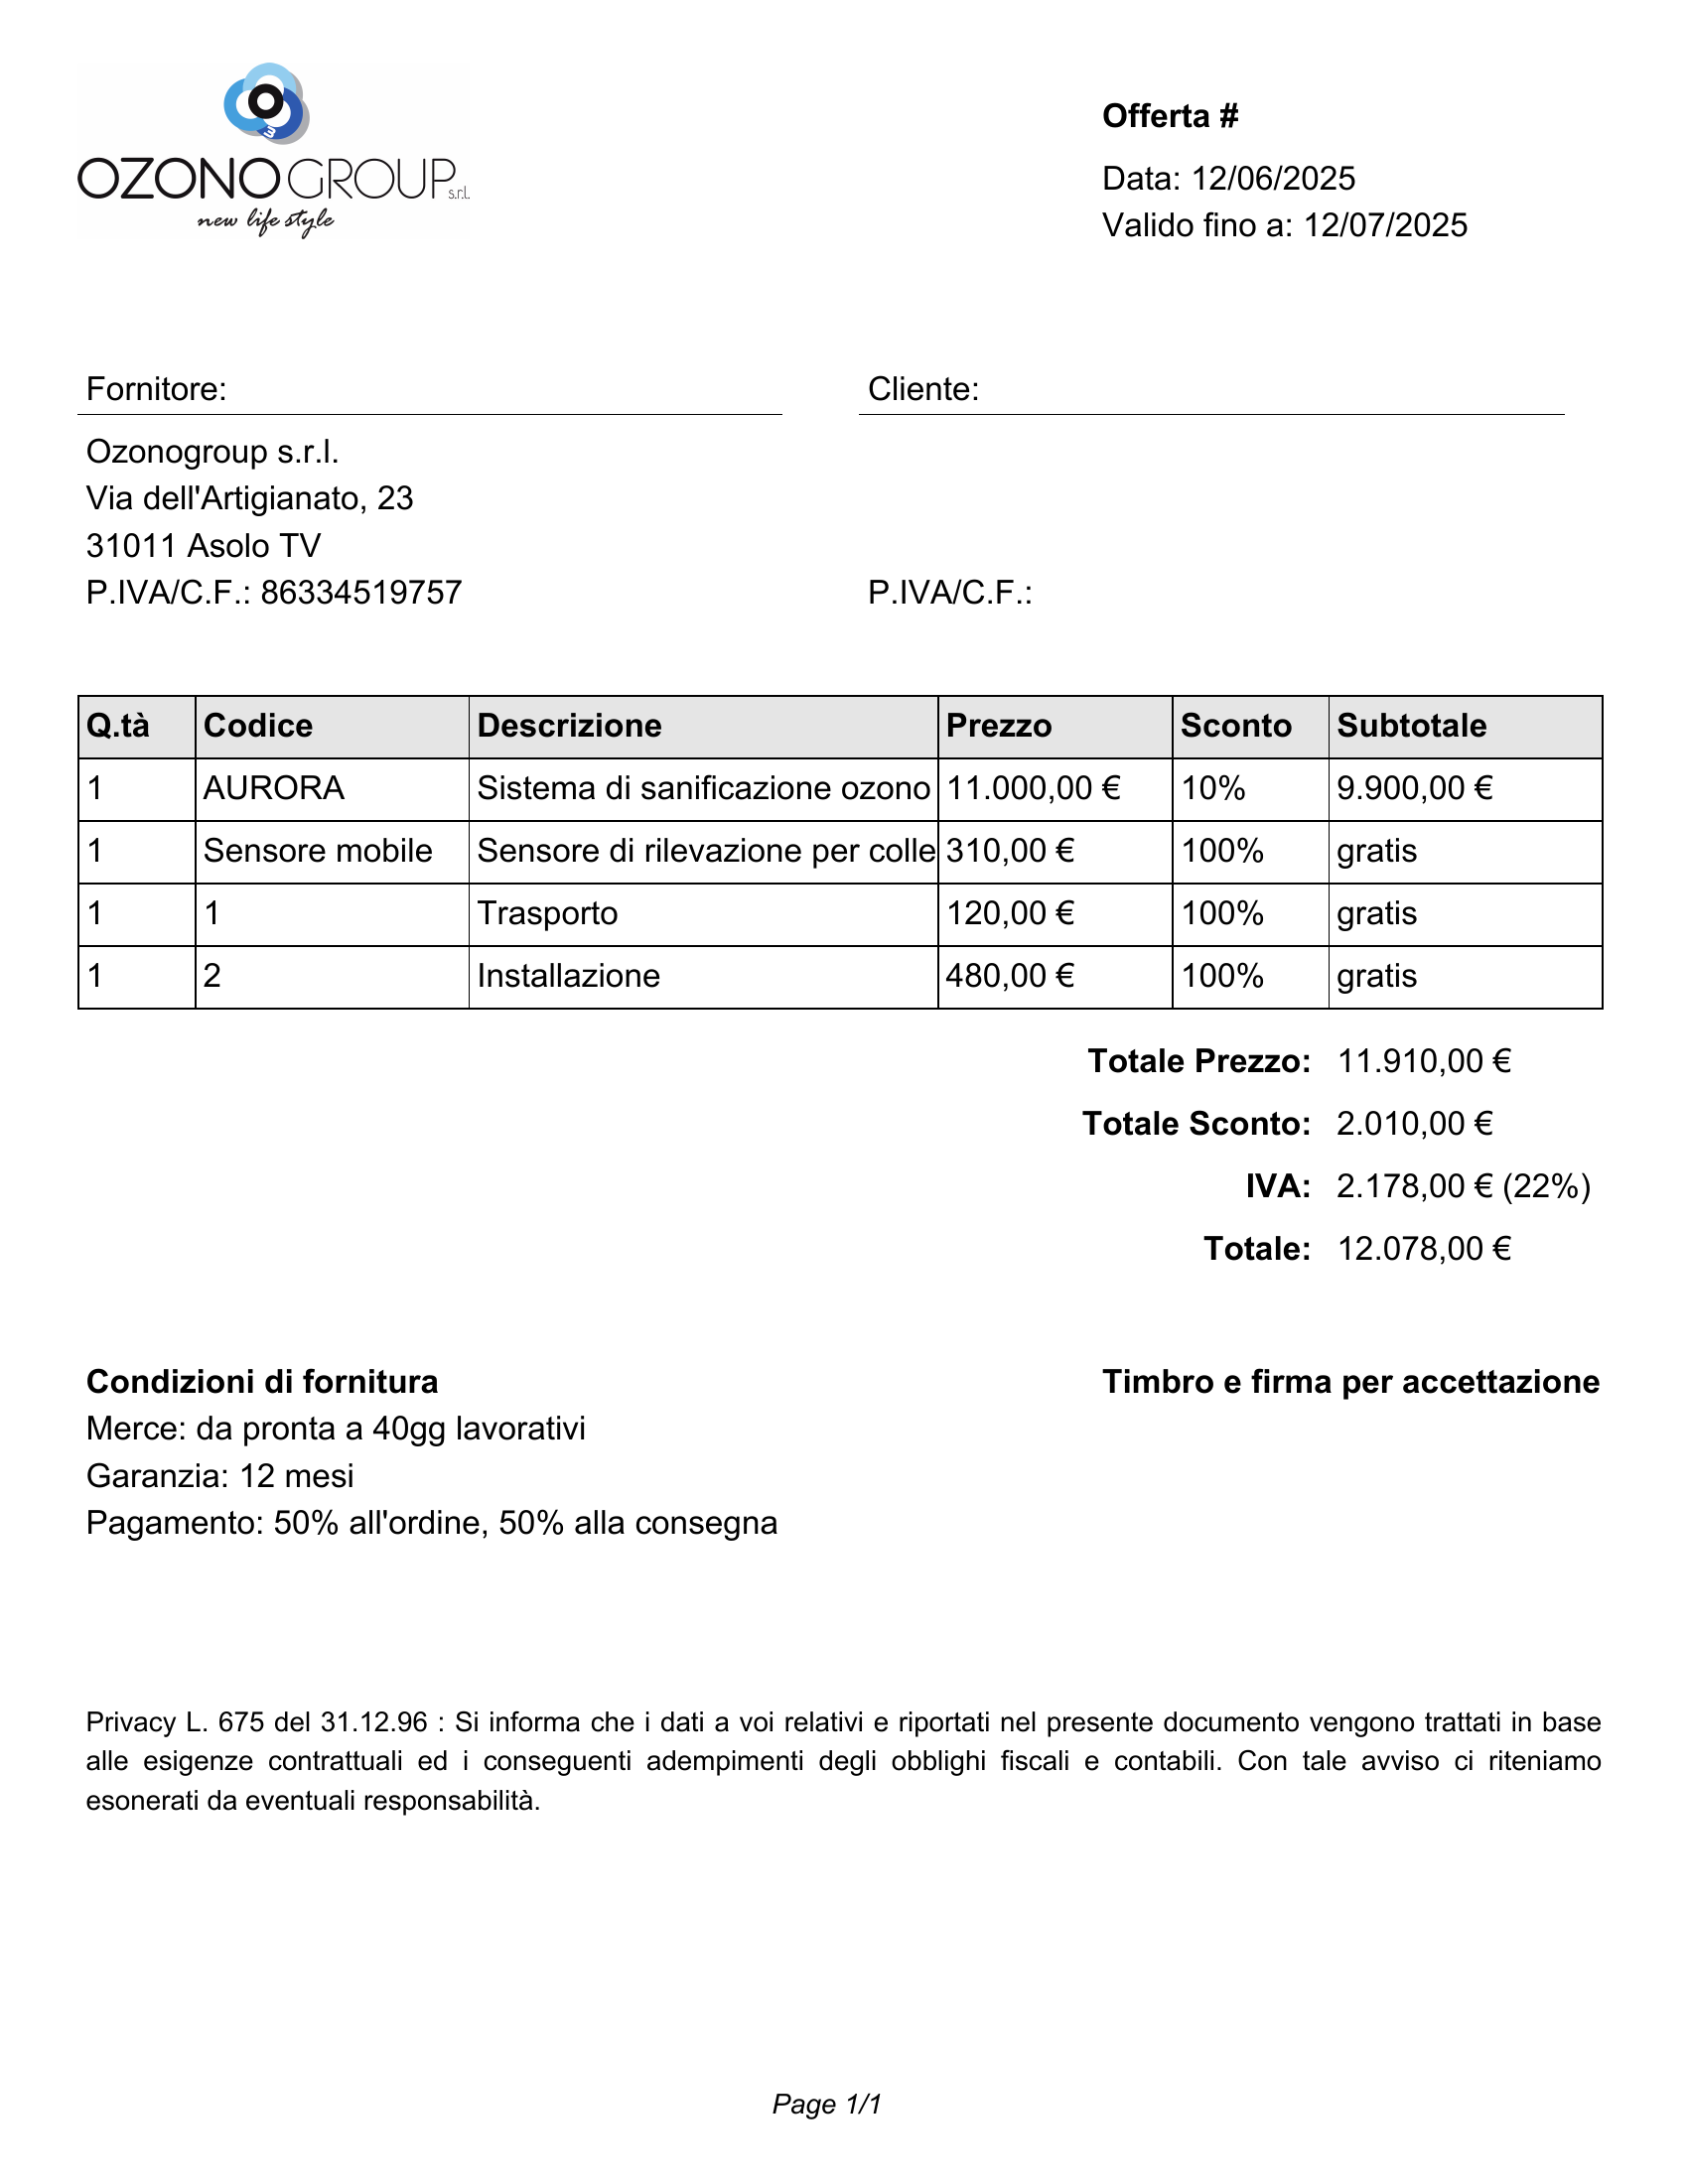 OZONOGROUP s.r.l.
new life style
Offerta #
Data: 12/06/2025
Valido fino a: 12/07/2025
Fornitore:
Cliente:
Ozonogroup s.r.l.
Via dell'Artigianato, 23
31011 Asolo TV
P.IVA/C.F.: 86334519757
P.IVA/C.F.:
Q.tà Codice Descrizione Prezzo Sconto Subtotale
1 AURORA Sistema di sanificazione ozono 11.000,00 € 10% 9.900,00 €
1 Sensore mobile Sensore di rilevazione per colle 310,00 € 100% gratis
1 1 Trasporto 120,00 € 100% gratis
1 2 Installazione 480,00 € 100% gratis
Totale Prezzo: 11.910,00 €
Totale Sconto: 2.010,00 €
IVA: 2.178,00 € (22%)
Totale: 12.078,00 €
Condizioni di fornitura
Merce: da pronta a 40gg lavorativi
Garanzia: 12 mesi
Pagamento: 50% all'ordine, 50% alla consegna
Timbro e firma per accettazione
Privacy L. 675 del 31.12.96 : Si informa che i dati a voi relativi e riportati nel presente documento vengono trattati in base
alle esigenze contrattuali ed i conseguenti adempimenti degli obblighi fiscali e contabili. Con tale avviso ci riteniamo
esonerati da eventuali responsabilità.
Page 1/1